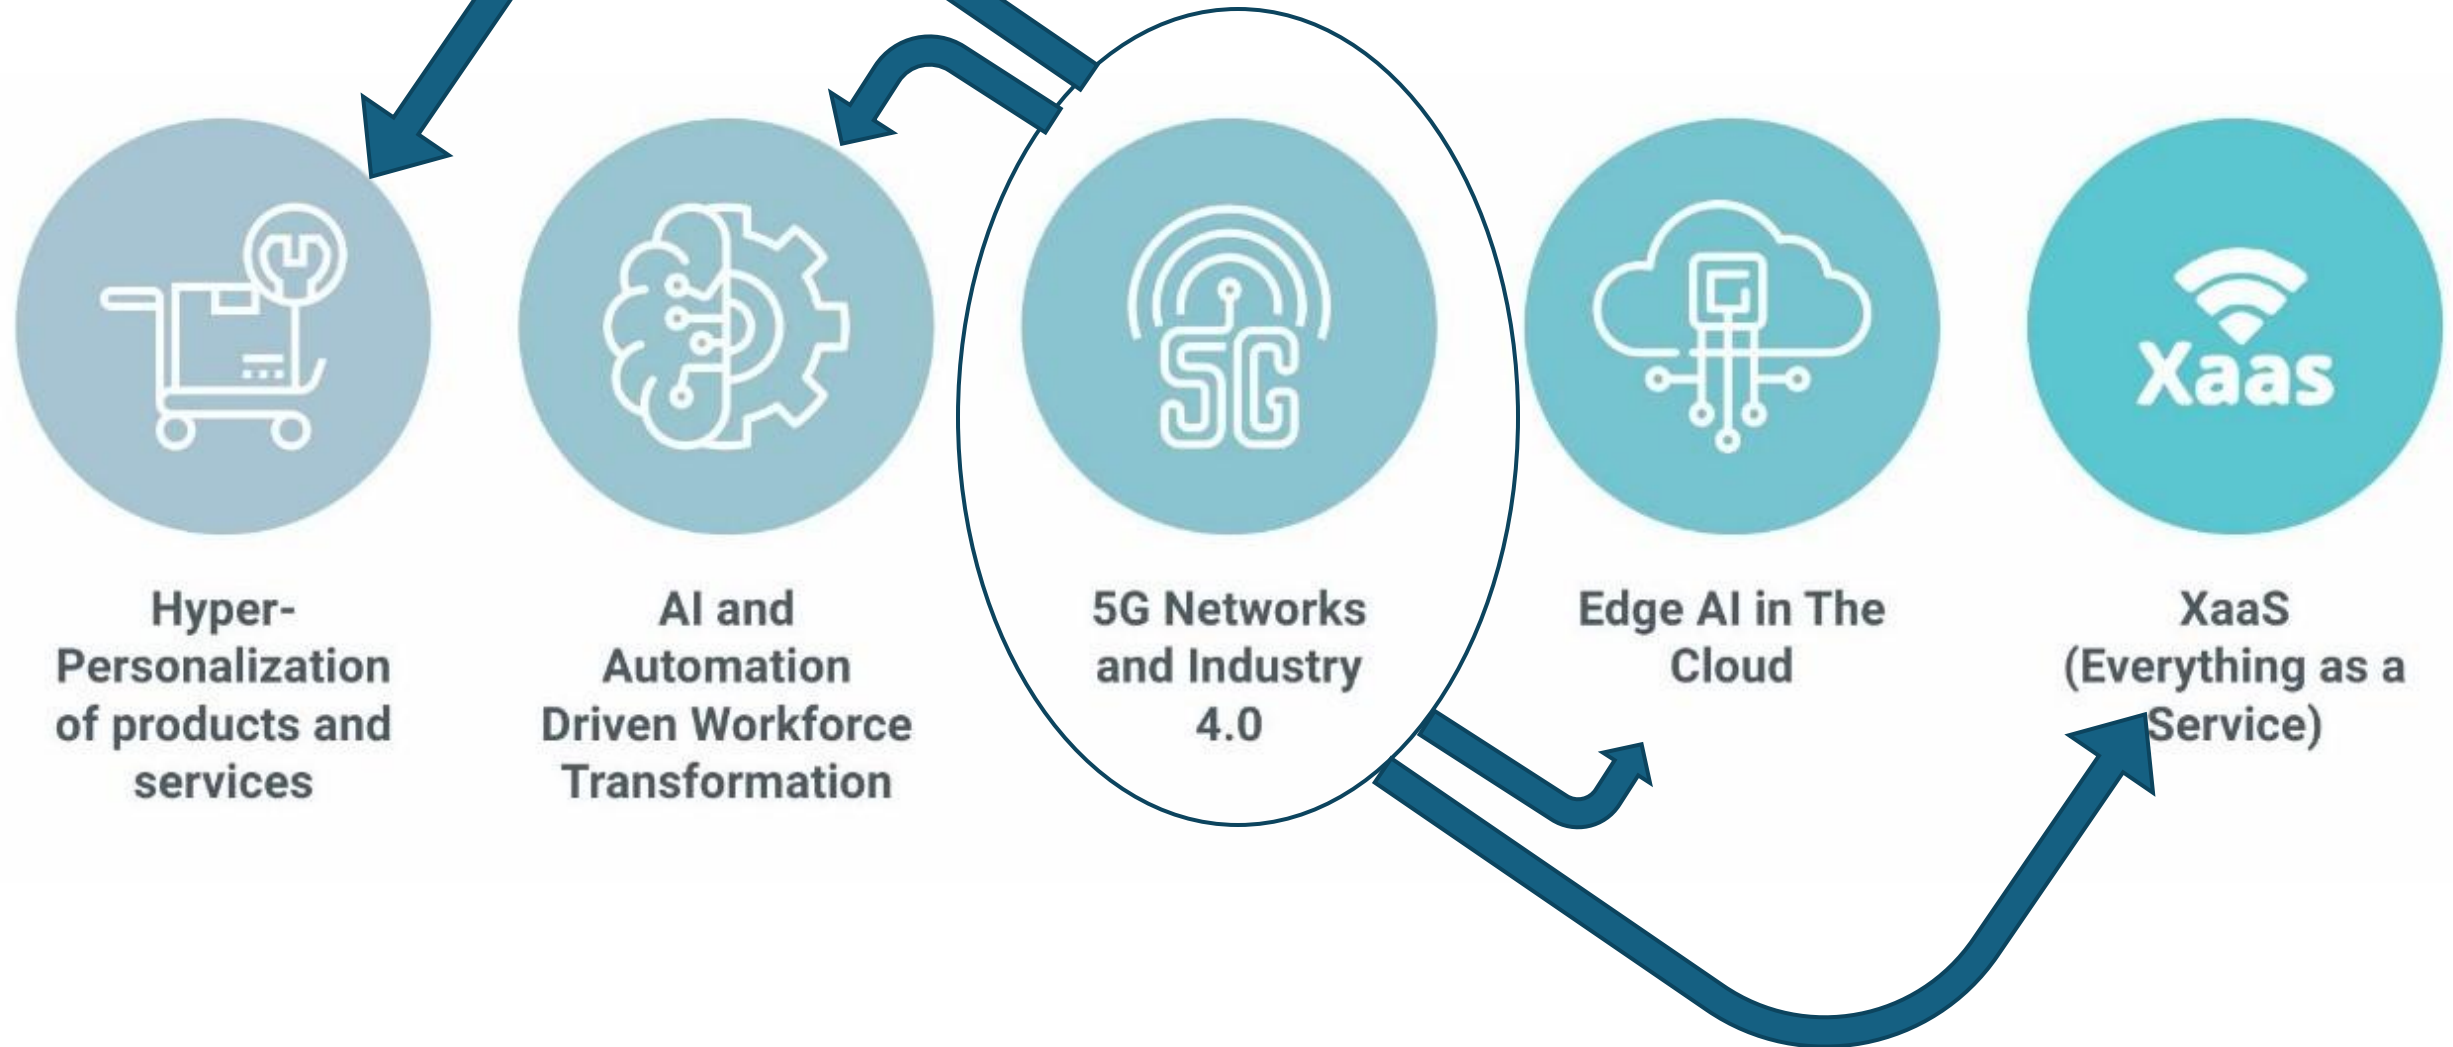 5G
Xaas
Hyper-
Personalization
of products and
services
AI and
Automation
Driven Workforce
Transformation
5G Networks
and Industry
4.0
Edge AI in The
Cloud
XaaS
(Everything as a
Service)